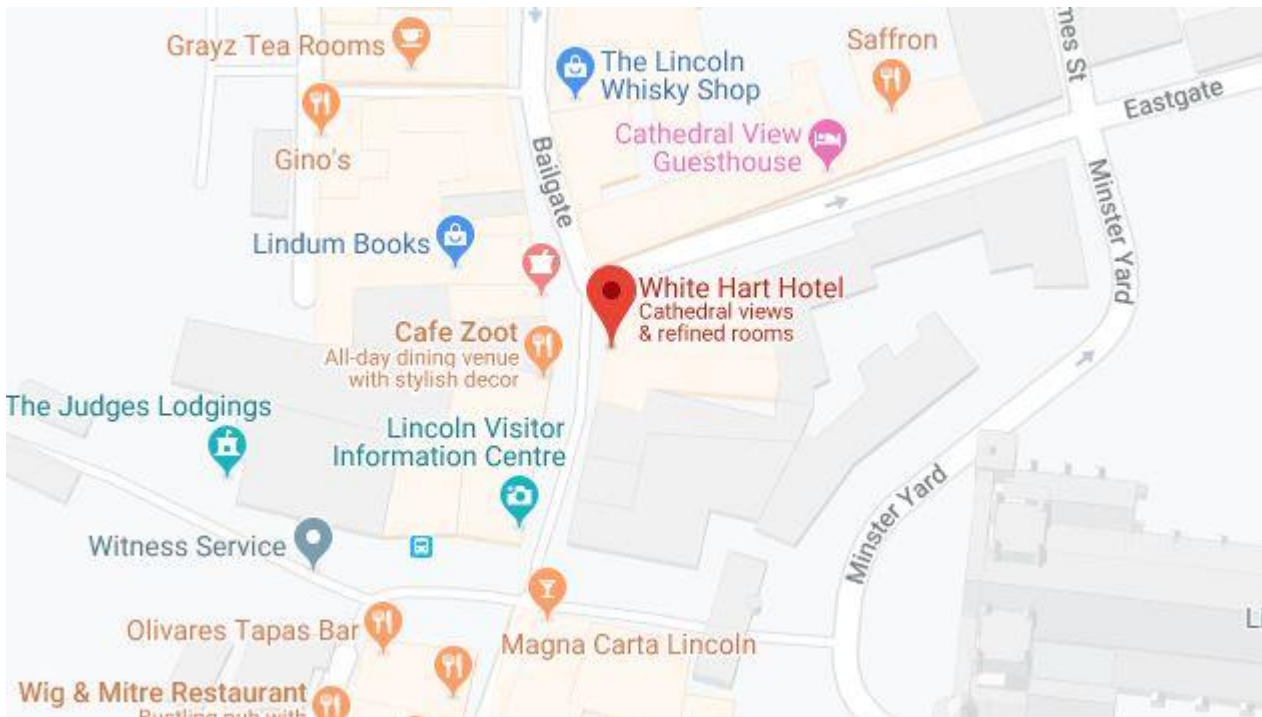 Grayz Tea Rooms
The Lincoln
Whisky Shop
Saffron
Eastgate
Gino's
Bailgate
Cathedral View
Guesthouse
Minster Yard
Lindum Books
White Hart Hotel
Cathedral views
& refined rooms
Cafe Zoot
All-day dining venue
with stylish decor
The Judges Lodgings
Lincoln Visitor
Information Centre
Minster Yard
Witness Service
Olivares Tapas Bar
Magna Carta Lincoln
Wig & Mitre Restaurant